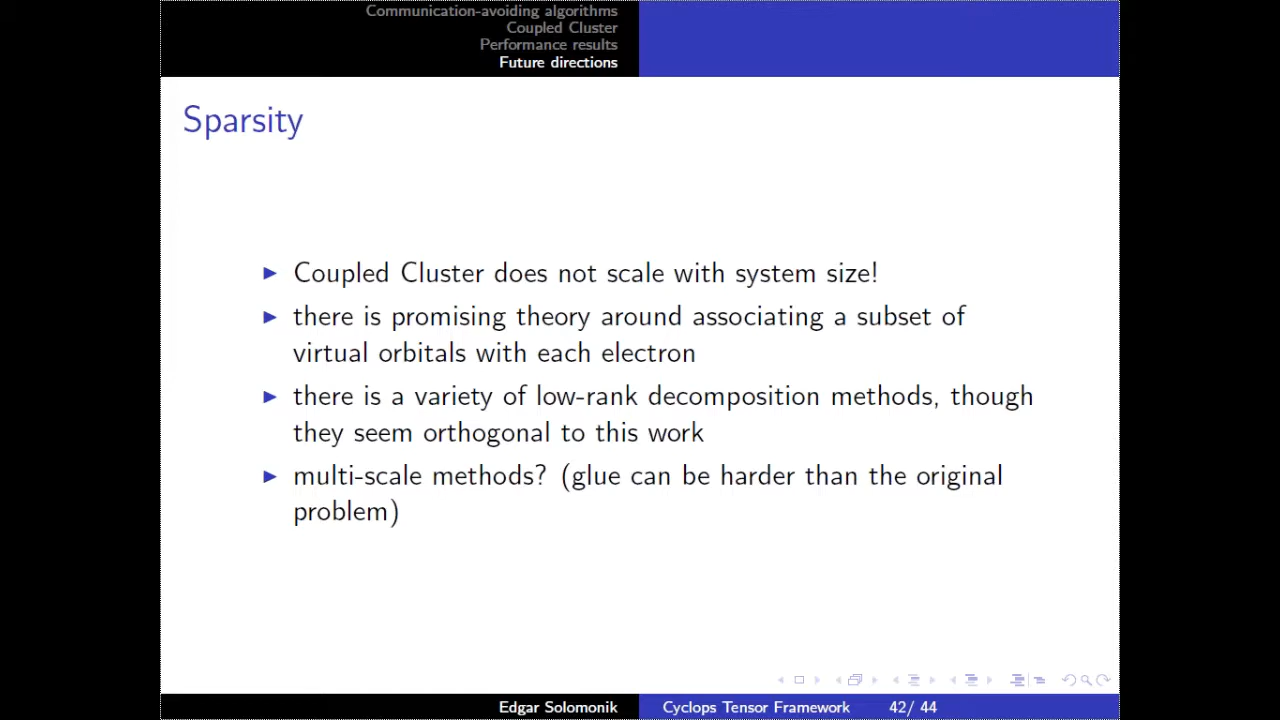 Communication-avoiding algorithms
Coupled Cluster
Performance results
Future directions
Sparsity
Coupled Cluster does not scale with system size!
there is promising theory around associating a subset of
virtual orbitals with each electron
there is a variety of low-rank decomposition methods, though
they seem orthogonal to this work
multi-scale methods? (glue can be harder than the original
problem)
Edgar Solomonik Cyclops Tensor Framework 42/ 44